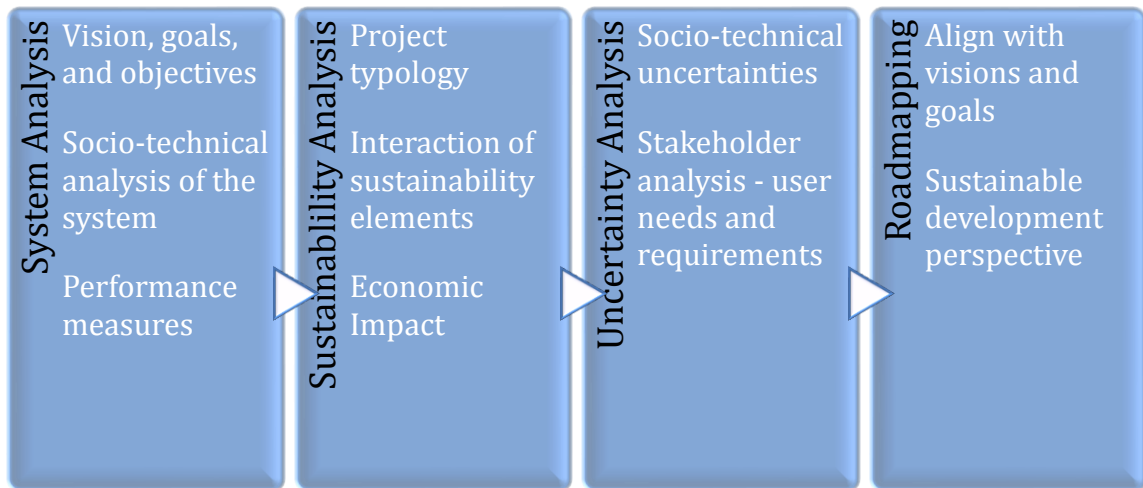 System Analysis
Vision, goals,
and objectives
Socio-technical
analysis of the
system
Performance
measures
Sustainablility Analysis
Project
typology
Interaction of
sustainability
elements
Economic
Impact
Uncertainty Analysis
Socio-technical
uncertainties
Stakeholder
analysis - user
needs and
requirements
Roadmapping
Align with
visions and
goals
Sustainable
development
perspective